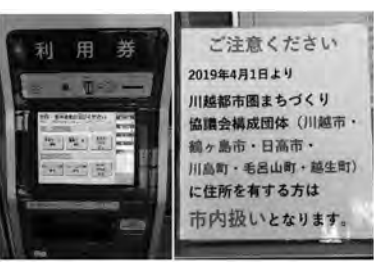 利用券
ご注意ください
2019年4月1日より
川越都市圏まちづくり
協議会構成団体（川越市・
鶴ヶ島市・日高市・
川島町・毛呂山町・越生町）
に住所を有する方は
市内扱いとなります。